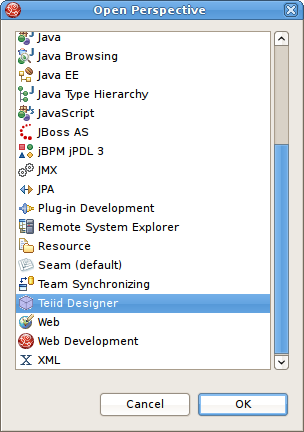 Open Perspective
Java
Java Browsing
Java EE
Java Type Hierarchy
JavaScript
JBoss AS
jBPM jPDL 3
JMX
JPA
Plug-in Development
Remote System Explorer
Resource
Seam (default)
Team Synchronizing
Teiid Designer
Web
Web Development
XML
Cancel
OK